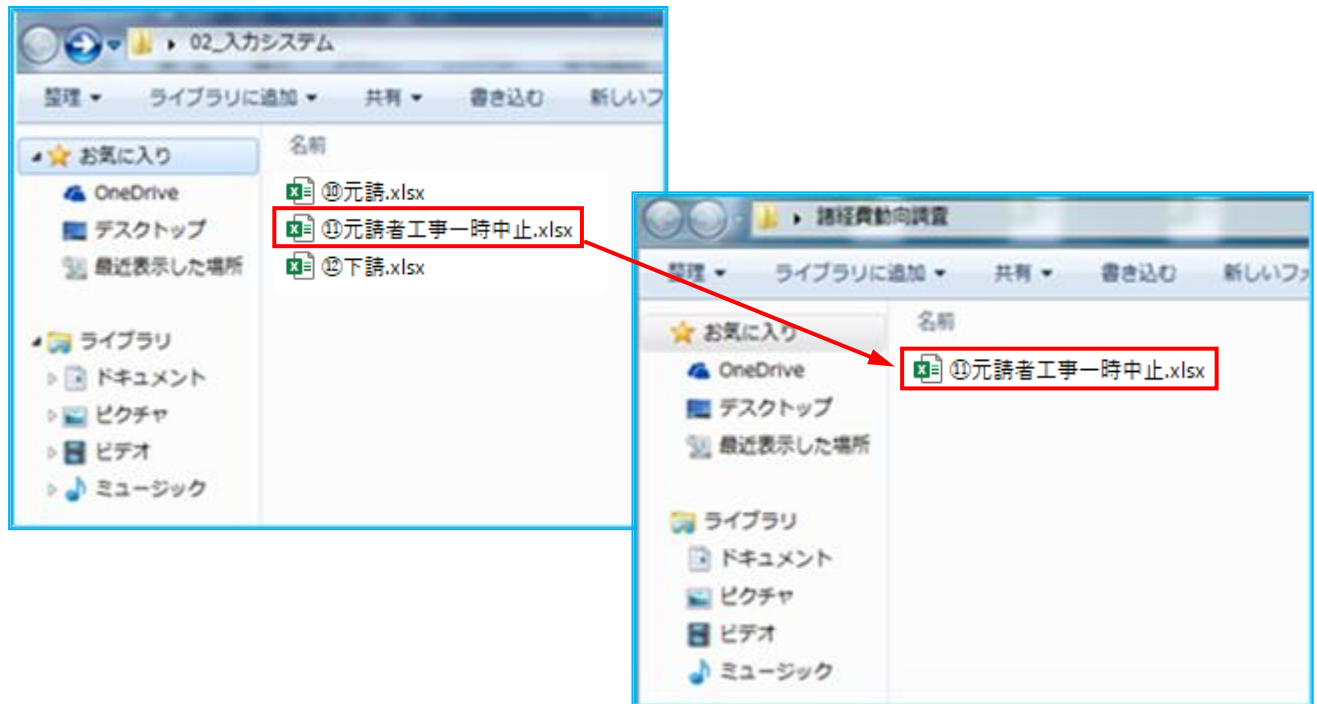 02_入力システム
整理 ライブラリに追加 共有 書き込む 新しいフ
お気に入り
OneDrive
デスクトップ
最近表示した場所
ライブラリ
ドキュメント
ピクチャ
ビデオ
ミュージック
名前
⑩元請.xlsx
⑪元請者工事一時中止.xlsx
⑫下請.xlsx
諸経費動向調査
整理 ライブラリに追加 共有 書き込む 新しいフォ
お気に入り
OneDrive
デスクトップ
最近表示した場所
ライブラリ
ドキュメント
ピクチャ
ビデオ
ミュージック
名前
⑪元請者工事一時中止.xlsx